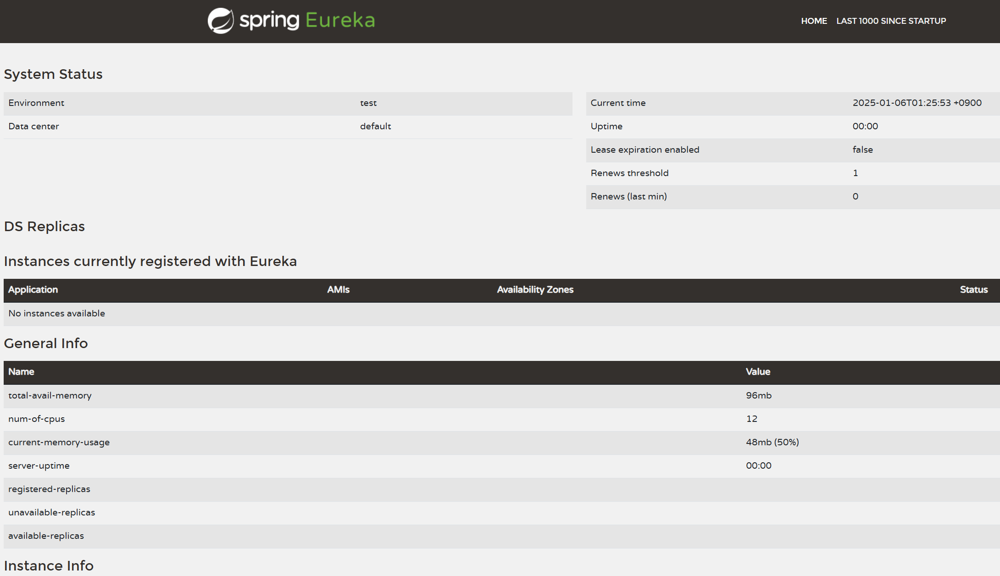 spring Eureka
HOME LAST 1000 SINCE STARTUP
System Status
Environment test
Data center default
Current time 2025-01-06T01:25:53 +0900
Uptime 00:00
Lease expiration enabled false
Renews threshold 1
Renews (last min) 0
DS Replicas
Instances currently registered with Eureka
Application AMIs Availability Zones Status
No instances available
General Info
Name Value
total-avail-memory 96mb
num-of-cpus 12
current-memory-usage 48mb (50%)
server-uptime 00:00
registered-replicas
unavailable-replicas
available-replicas
Instance Info